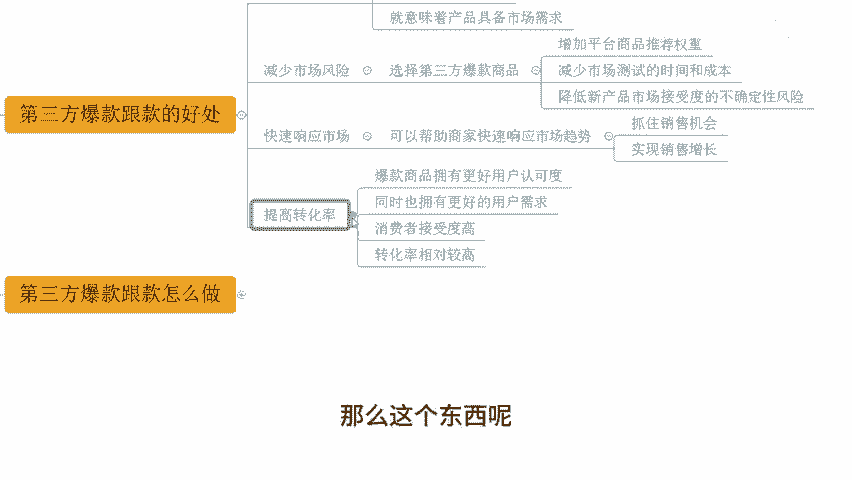 就意味着产品具备市场需求
增加平台商品推荐权重
减少市场风险
选择第三方爆款商品
减少市场测试的时间和成本
降低新产品市场接受度的不确定性风险
第三方爆款跟款的好处
快速响应市场
可以帮助商家快速响应市场趋势
抓住销售机会
实现销售增长
爆款商品拥有更好用户认可度
同时也拥有更好的用户需求
提高转化率
消费者接受度高
转化率相对较高
第三方爆款跟款怎么做
那么这个东西呢